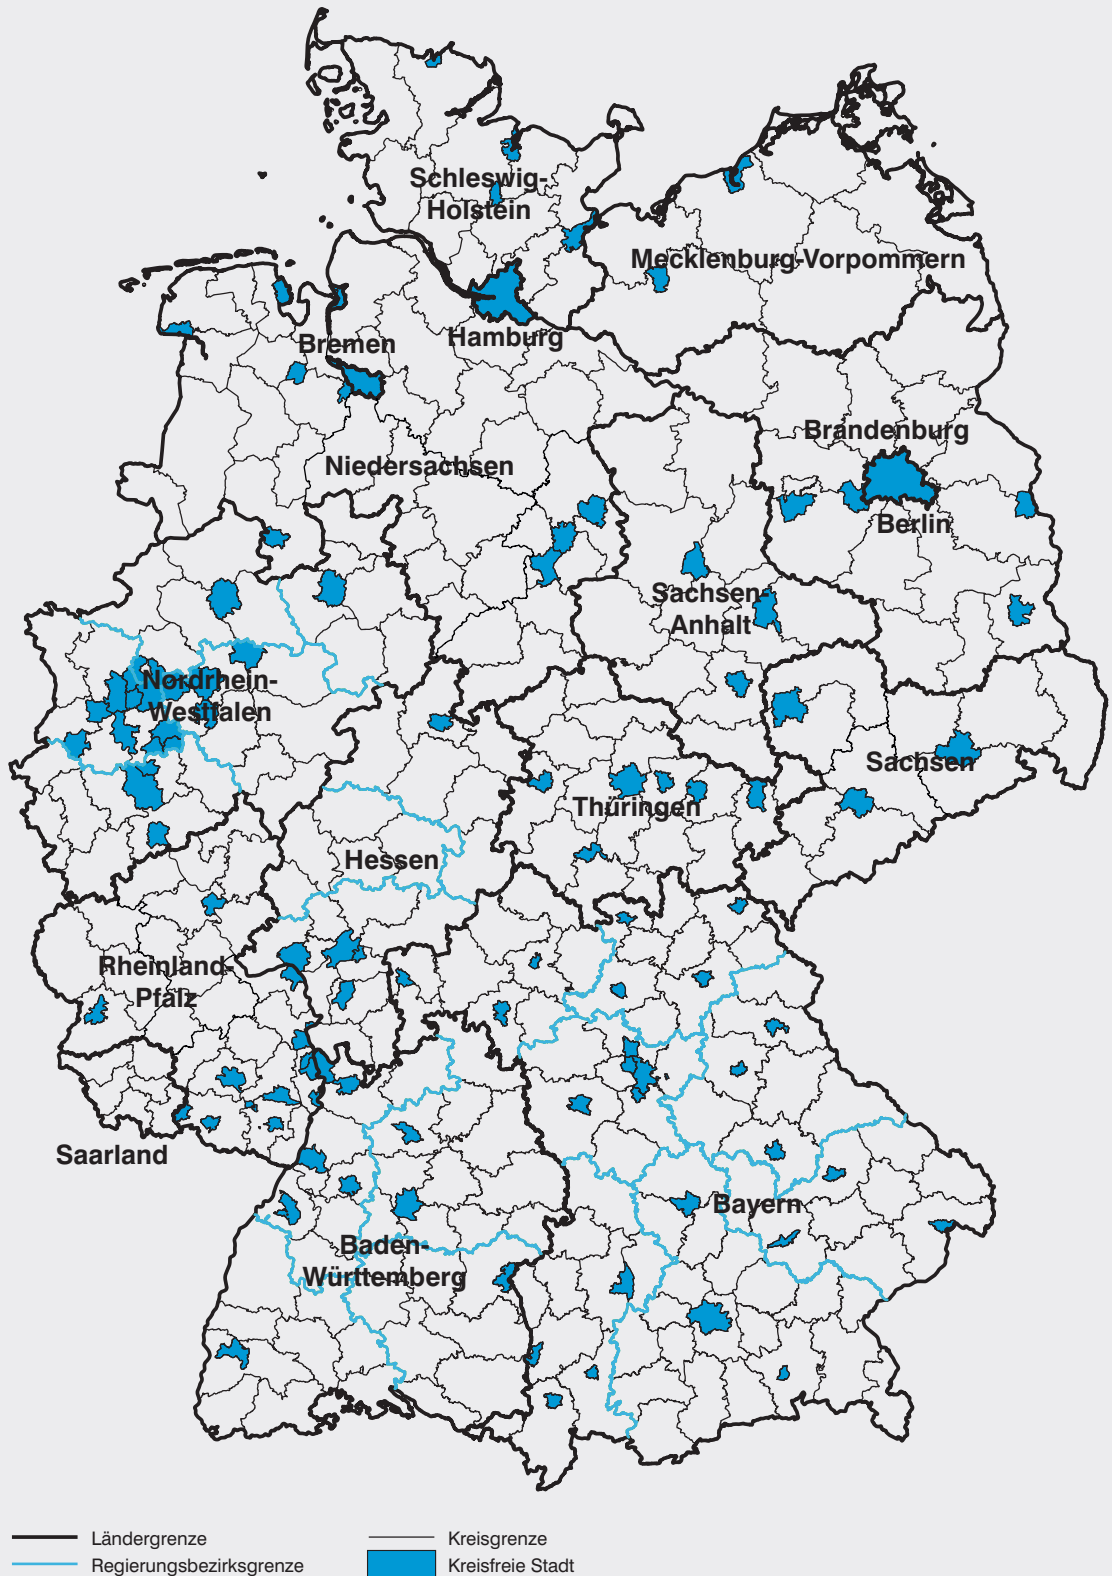 Schleswig-
Holstein
Mecklenburg-Vorpommern
Hamburg
Bremen
Brandenburg
Niedersachsen
Berlin
Sachsen-
Anhalt
Nordrhein-
Westfalen
Sachsen
Thüringen
Hessen
Rheinland-
Pfalz
Saarland
Bayern
Baden-
Württemberg
Ländergrenze
Kreisgrenze
Regierungsbezirksgrenze
Kreisfreie Stadt